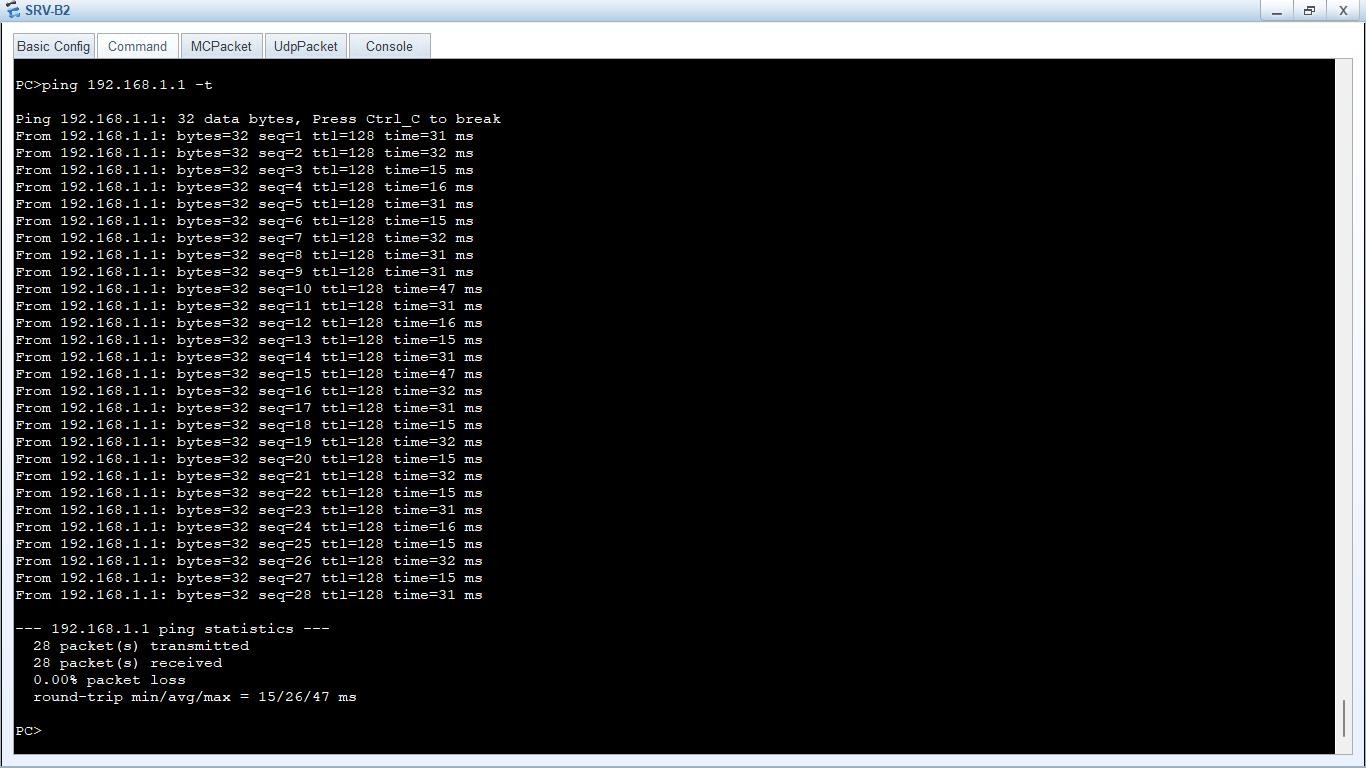 SRV-B2
Basic Config Command MCPacket UdpPacket Console
PC>ping 192.168.1.1 -t
Ping 192.168.1.1: 32 data bytes, Press Ctrl_C to break
From 192.168.1.1: bytes=32 seq=1 ttl=128 time=31 ms
From 192.168.1.1: bytes=32 seq=2 ttl=128 time=32 ms
From 192.168.1.1: bytes=32 seq=3 ttl=128 time=15 ms
From 192.168.1.1: bytes=32 seq=4 ttl=128 time=16 ms
From 192.168.1.1: bytes=32 seq=5 ttl=128 time=31 ms
From 192.168.1.1: bytes=32 seq=6 ttl=128 time=15 ms
From 192.168.1.1: bytes=32 seq=7 ttl=128 time=32 ms
From 192.168.1.1: bytes=32 seq=8 ttl=128 time=31 ms
From 192.168.1.1: bytes=32 seq=9 ttl=128 time=31 ms
From 192.168.1.1: bytes=32 seq=10 ttl=128 time=47 ms
From 192.168.1.1: bytes=32 seq=11 ttl=128 time=31 ms
From 192.168.1.1: bytes=32 seq=12 ttl=128 time=16 ms
From 192.168.1.1: bytes=32 seq=13 ttl=128 time=15 ms
From 192.168.1.1: bytes=32 seq=14 ttl=128 time=31 ms
From 192.168.1.1: bytes=32 seq=15 ttl=128 time=47 ms
From 192.168.1.1: bytes=32 seq=16 ttl=128 time=32 ms
From 192.168.1.1: bytes=32 seq=17 ttl=128 time=31 ms
From 192.168.1.1: bytes=32 seq=18 ttl=128 time=15 ms
From 192.168.1.1: bytes=32 seq=19 ttl=128 time=32 ms
From 192.168.1.1: bytes=32 seq=20 ttl=128 time=15 ms
From 192.168.1.1: bytes=32 seq=21 ttl=128 time=32 ms
From 192.168.1.1: bytes=32 seq=22 ttl=128 time=15 ms
From 192.168.1.1: bytes=32 seq=23 ttl=128 time=31 ms
From 192.168.1.1: bytes=32 seq=24 ttl=128 time=16 ms
From 192.168.1.1: bytes=32 seq=25 ttl=128 time=15 ms
From 192.168.1.1: bytes=32 seq=26 ttl=128 time=32 ms
From 192.168.1.1: bytes=32 seq=27 ttl=128 time=15 ms
From 192.168.1.1: bytes=32 seq=28 ttl=128 time=31 ms
--- 192.168.1.1 ping statistics ---
28 packet(s) transmitted
28 packet(s) received
0.00% packet loss
round-trip min/avg/max = 15/26/47 ms
PC>